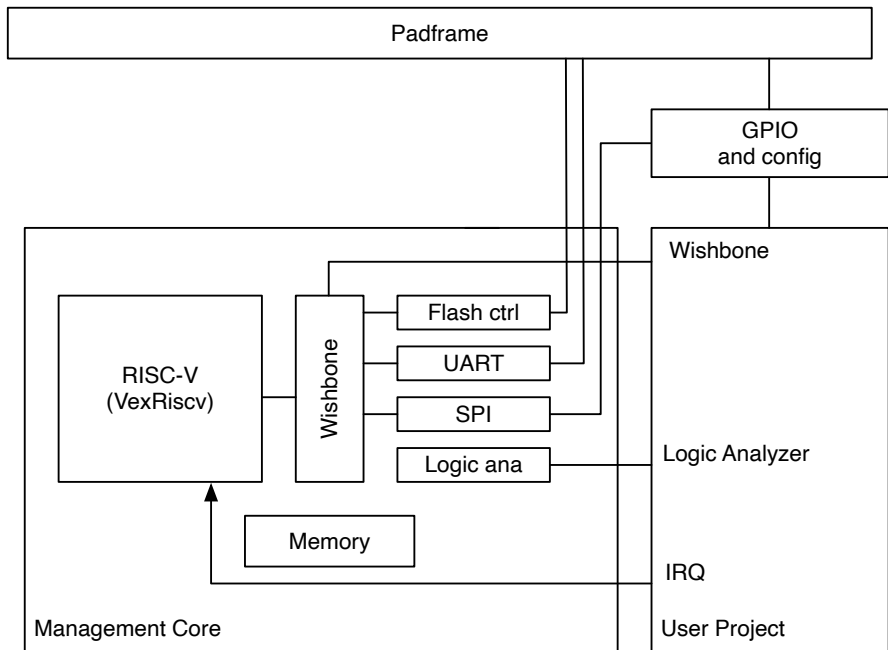 Padframe
GPIO
and config
Wishbone
Flash ctrl
UART
RISC-V
(VexRiscv)
Wishbone
SPI
Logic ana
Logic Analyzer
Memory
IRQ
Management Core
User Project